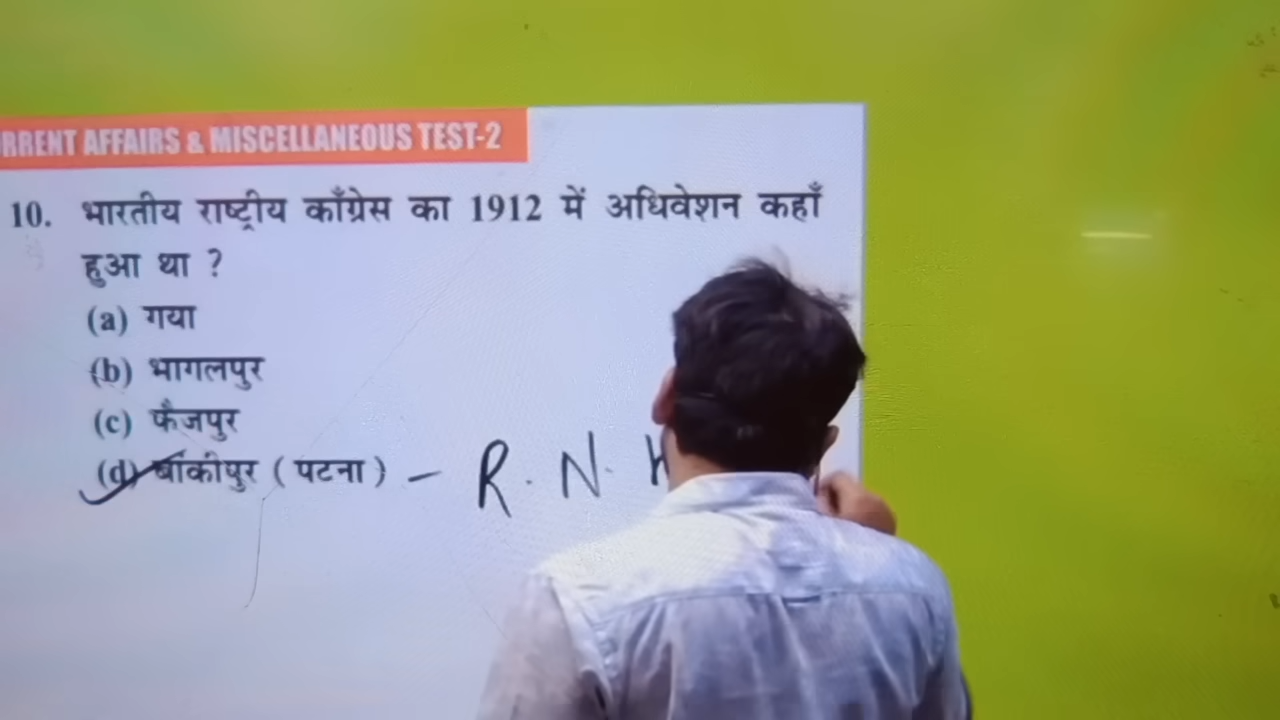 RRENT AFFAIRS & MISCELLANEOUS TEST-2
10. भारतीय राष्ट्रीय काँग्रेस का 1912 में अधिवेशन कहाँ
हुआ था ?
(a) गया
(b) भागलपुर
(c) फैजपुर
(d) बाँकीपुर ( पटना ) - R. N.